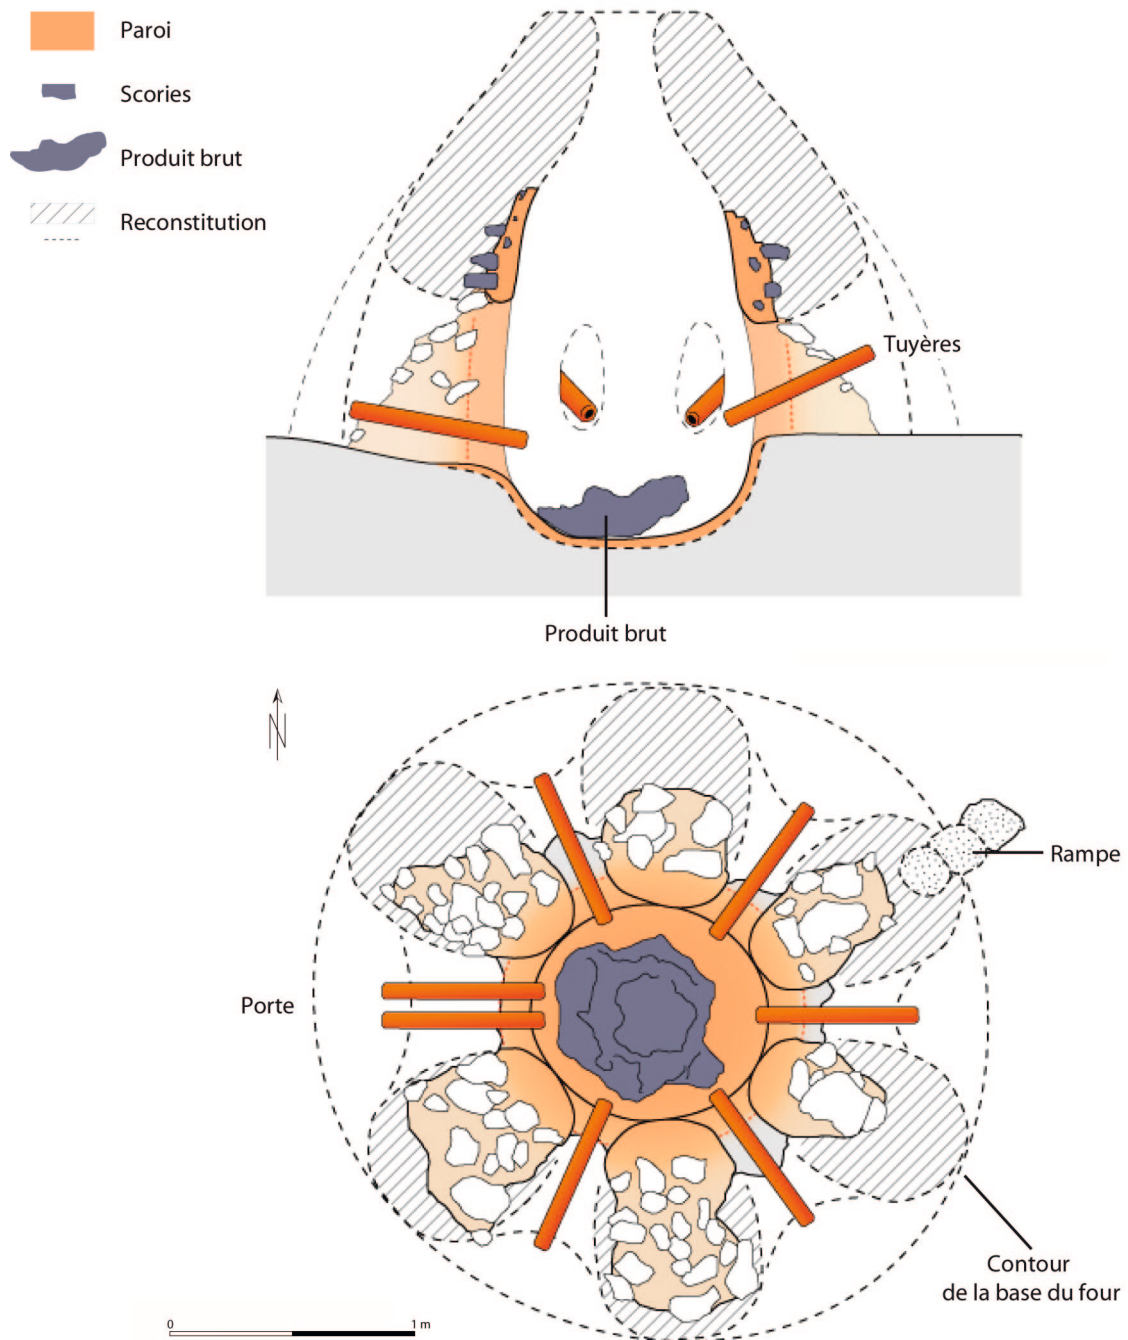 Paroi
Scories
Produit brut
Reconstitution
Tuyères
Produit brut
N
Rampe
Porte
Contour
de la base du four
0 1 m